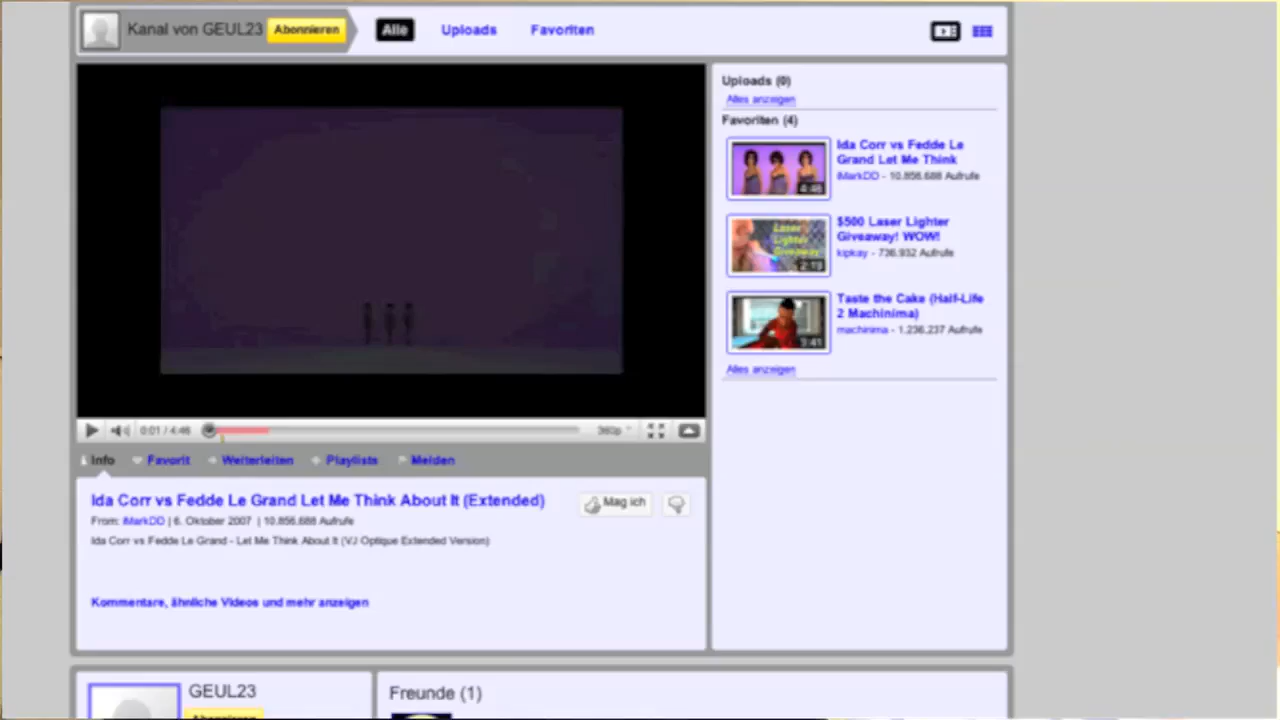 Kanal von GEUL23 Abonnieren Alle Uploads Favoriten
Uploads (0)
Alles anzeigen
Favoriten (4)
Ida Corr vs Fedde Le
Grand Let Me Think
iMarkDD - 10.856.688 Aufrufe
4:46
$500 Laser Lighter
Giveaway! WOW!
kipkay - 736.932 Aufrufe
Laser
Lighter
Giveaway
2:19
Taste the Cake (Half-Life
2 Machinima)
machinima - 1.236.237 Aufrufe
3:41
Alles anzeigen
0:01 / 4:46 360p
Info Favorit Weiterleiten Playlists Melden
Ida Corr vs Fedde Le Grand Let Me Think About It (Extended)
Mag ich
From: iMarkDD | 6. Oktober 2007 | 10.856.688 Aufrufe
Ida Corr vs Fedde Le Grand - Let Me Think About It (VJ Optique Extended Version)
Kommentare, ähnliche Videos und mehr anzeigen
GEUL23
Abonnieren
Freunde (1)